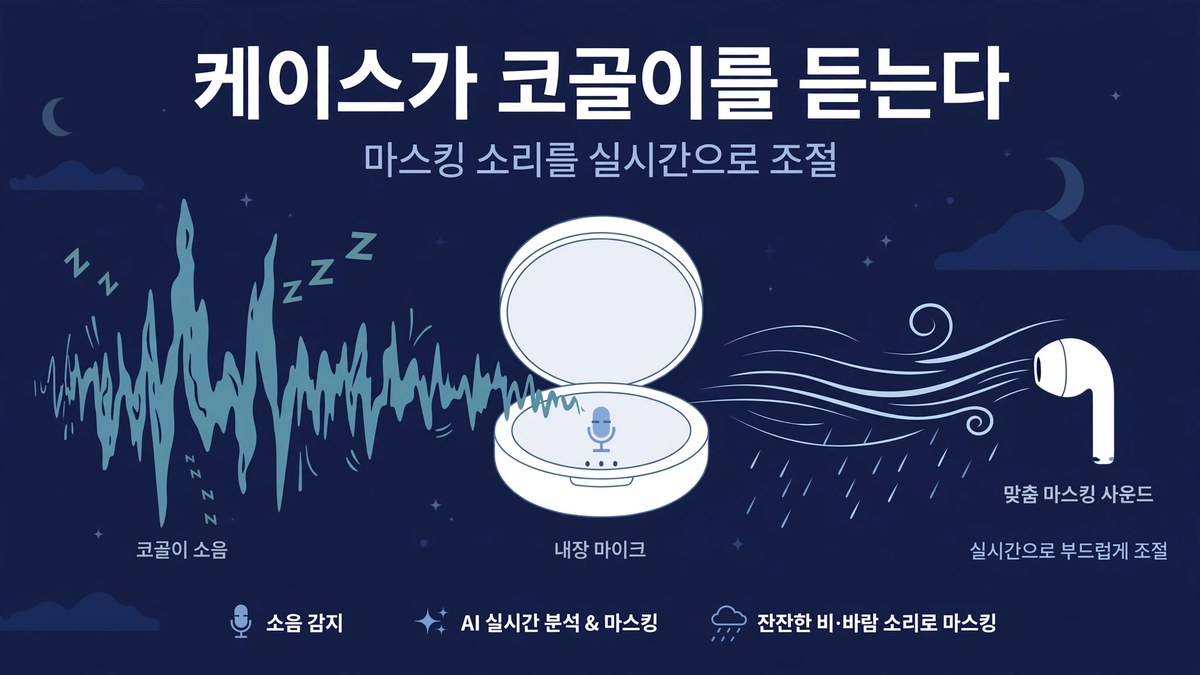 케이스가 코골이를 듣는다
마스킹 소리를 실시간으로 조절
z z
z z z
z z z z z
코골이 소음
내장 마이크
맞춤 마스킹 사운드
실시간으로 부드럽게 조절
소음 감지
AI 실시간 분석 & 마스킹
잔잔한 비·바람 소리로 마스킹